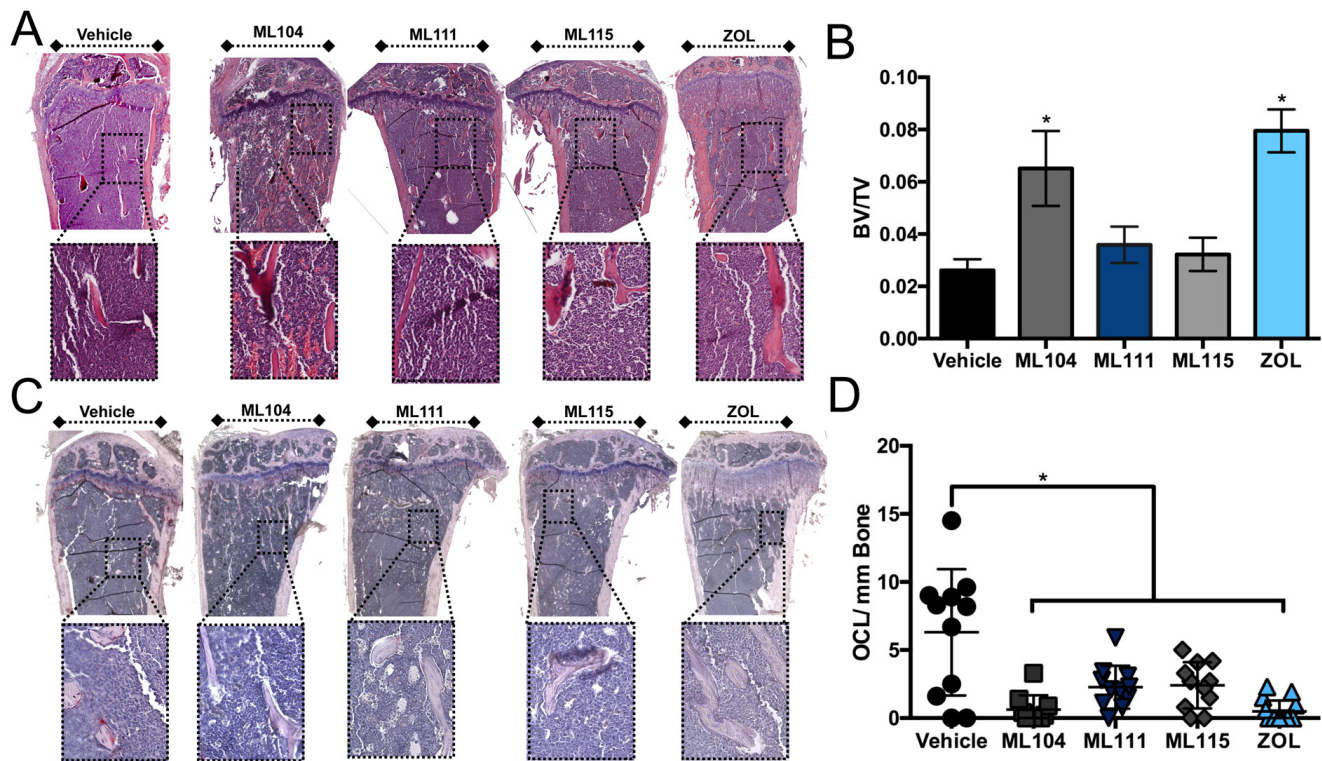 A
Vehicle
ML104
ML111
ML115
ZOL
B
BV/TV
0.10
0.08
0.06
0.04
0.02
0.00
*
*
Vehicle
ML104
ML111
ML115
ZOL
C
Vehicle
ML104
ML111
ML115
ZOL
D
OCL/ mm Bone
20
15
10
5
0
*
Vehicle
ML104
ML111
ML115
ZOL